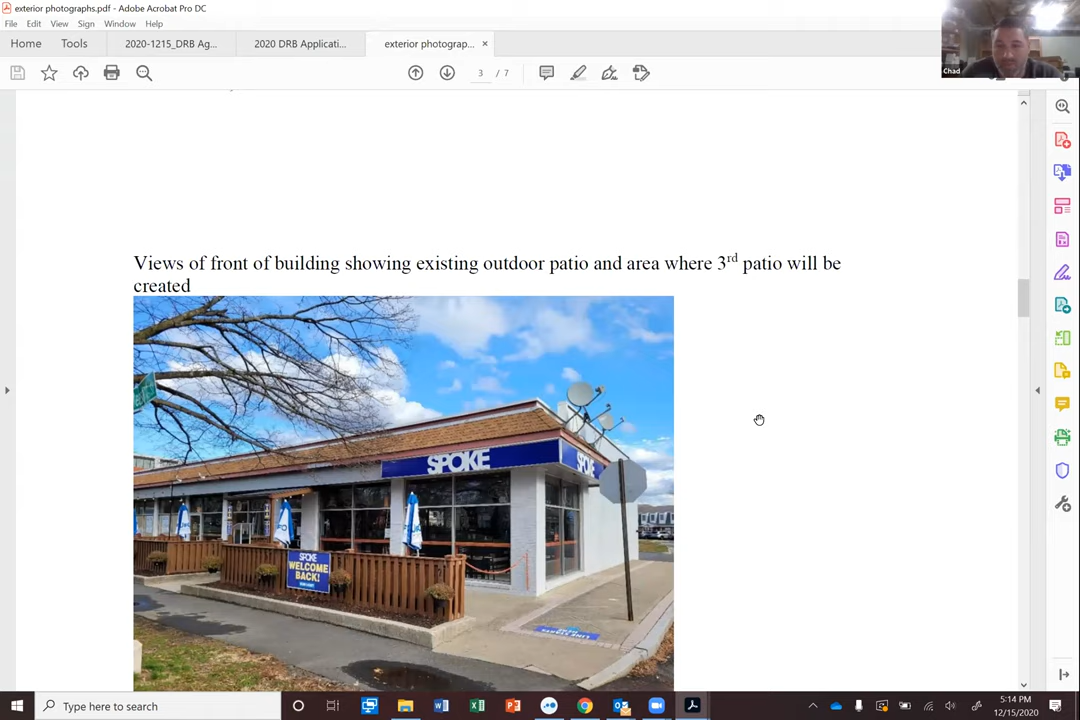 exterior photographs.pdf - Adobe Acrobat Pro DC
File Edit View Sign Window Help
Home Tools 2020-1215_DRB Ag... 2020 DRB Applicati... exterior photograp... ×
3 / 7
Chad
Views of front of building showing existing outdoor patio and area where 3rd patio will be
created
SPOKE
SPOKE
SPOKE
WELCOME
BACK!
Type here to search
5:14 PM
12/15/2020